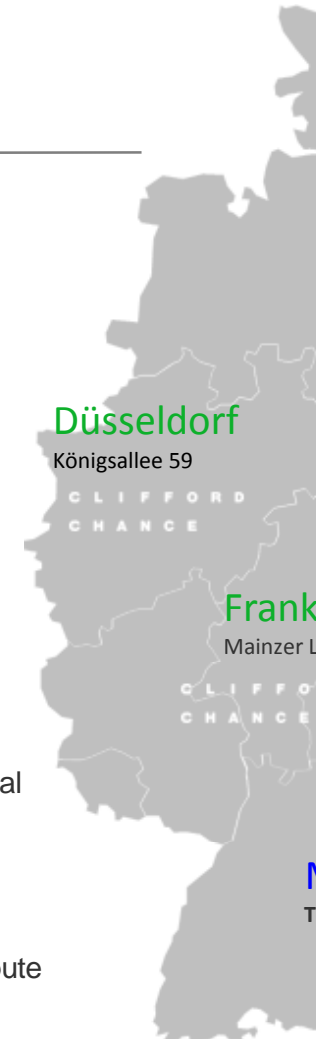 Düsseldorf
Königsallee 59
CLIFFORD
CHANCE
Frank
Mainzer L
CLIFFO
CHANCE
al
M
T
oute